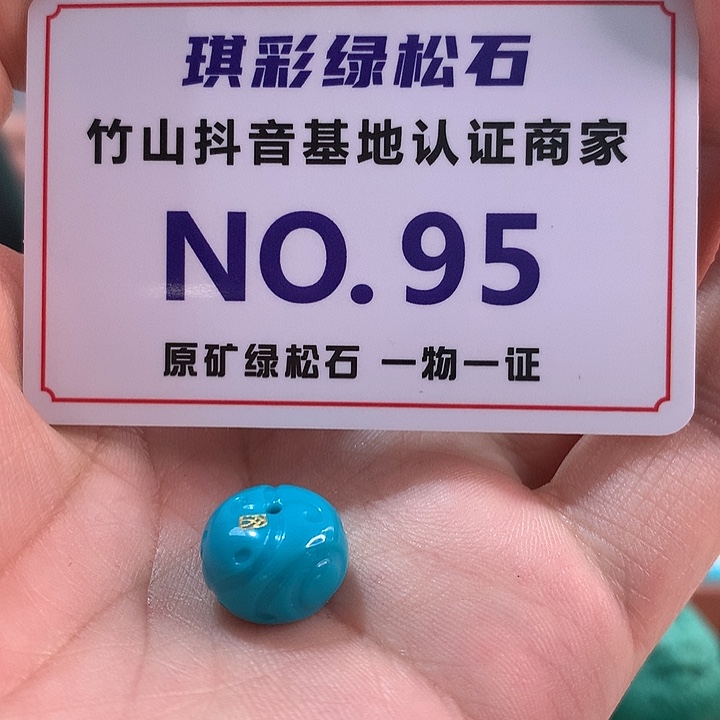 琪彩绿松石
竹山抖音基地认证商家
NO.95
原矿绿松石 一物一证